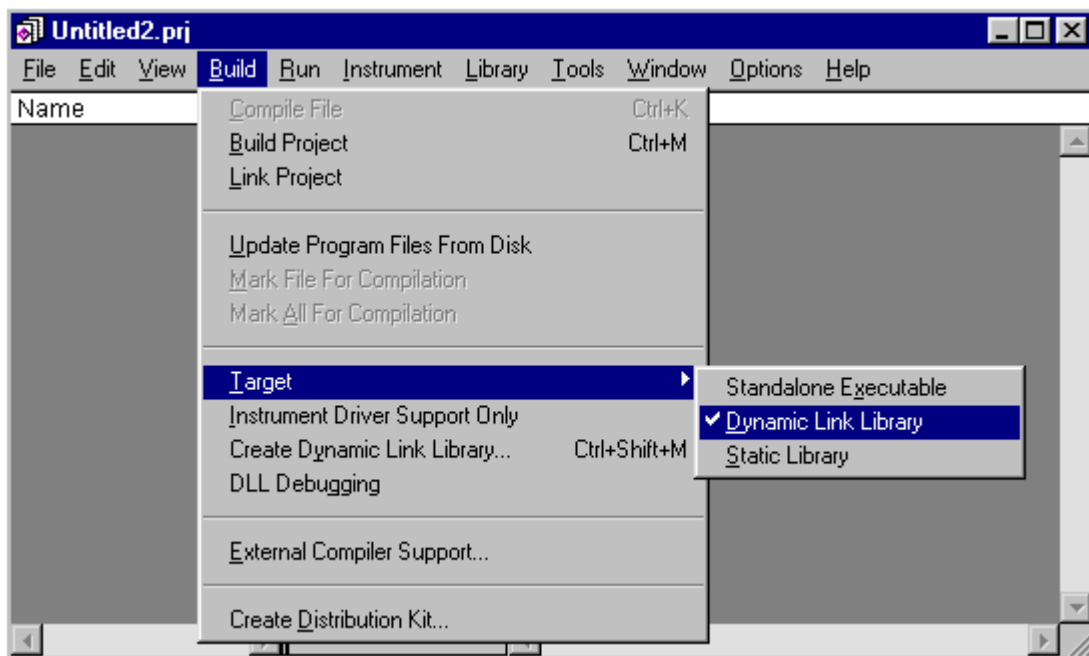 Untitled2.prj
File Edit View Build Run Instrument Library Tools Window Options Help
Name
Compile File Ctrl+K
Build Project Ctrl+M
Link Project
Update Program Files From Disk
Mark File For Compilation
Mark All For Compilation
Target
Standalone Executable
Instrument Driver Support Only
Dynamic Link Library
Create Dynamic Link Library... Ctrl+Shift+M
Static Library
DLL Debugging
External Compiler Support...
Create Distribution Kit...